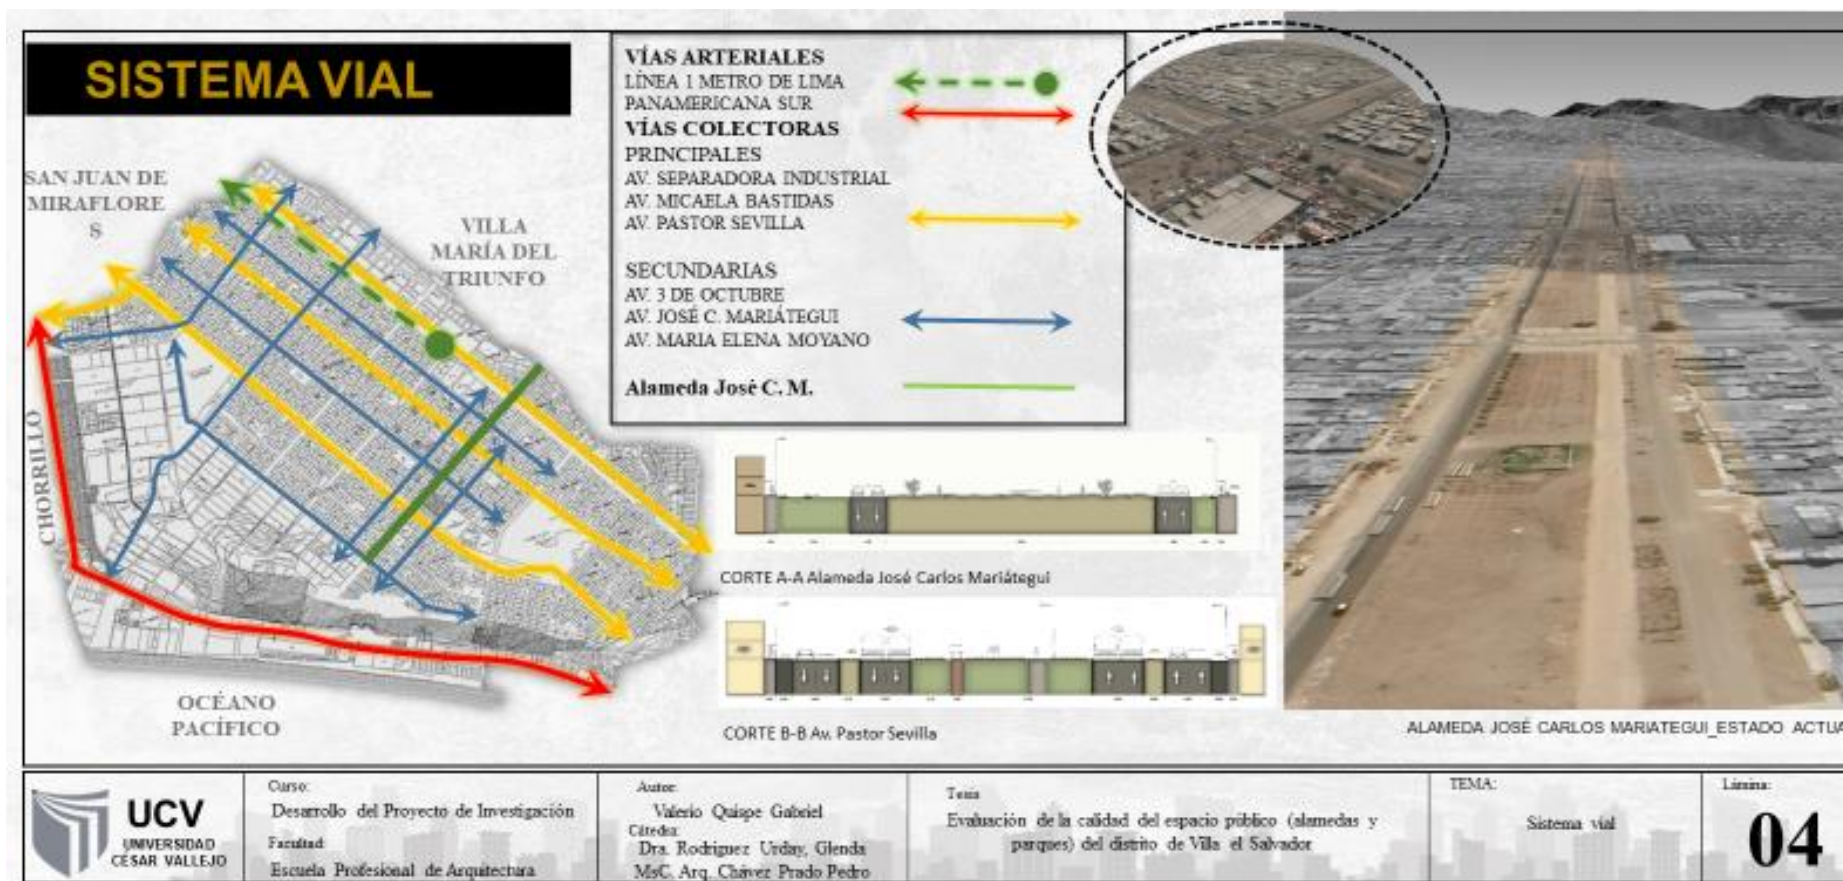 SISTEMA VIAL
SAN JUAN DE
MIRAFLORE
S
VILLA
MARÍA DEL
TRIUNFO
CHORRILLO
OCÉANO
PACÍFICO
VÍAS ARTERIALES
LÍNEA 1 METRO DE LIMA
PANAMERICANA SUR
VÍAS COLECTORAS
PRINCIPALES
AV. SEPARADORA INDUSTRIAL
AV. MICAELA BASTIDAS
AV. PASTOR SEVILLA
SECUNDARIAS
AV. 3 DE OCTUBRE
AV. JOSÉ C. MARIÁTEGUI
AV. MARIA ELENA MOYANO
Alameda José C. M.
CORTE A-A Alameda José Carlos Mariátegui
CORTE B-B Av. Pastor Sevilla
ALAMEDA JOSÉ CARLOS MARIATEGUI_ESTADO ACTUA
UCV
UNIVERSIDAD
CÉSAR VALLEJO
Curso:
Desarrollo del Proyecto de Investigación
Facultad
Escuela Profesional de Arquitectura
Autor:
Valerio Quispe Gabriel
Cátedra:
Dra. Rodriguez Urday, Glenda
MsC. Arq. Chávez Prado Pedro
Tesis
Evaluación de la calidad del espacio público (alamedas y
parques) del distrito de Villa el Salvador
TEMA:
Sistema vial
Lámina:
04